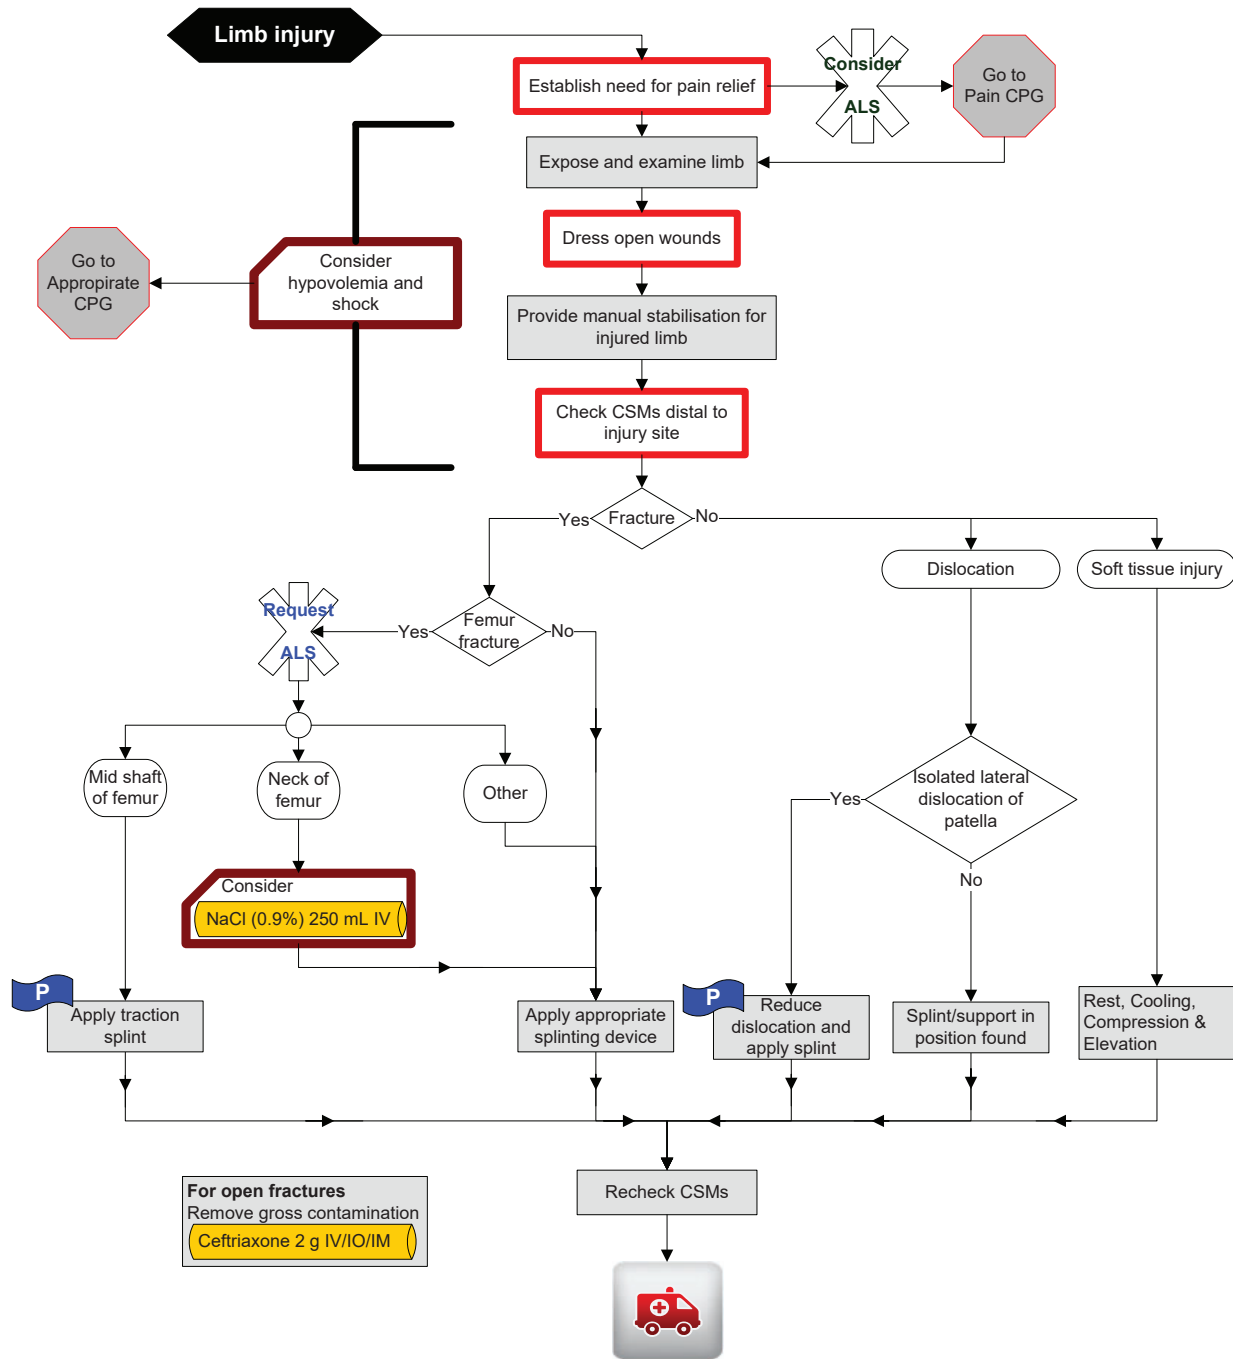 Limb injury
Establish need for pain relief
Consider
ALS
Go to
Pain CPG
Expose and examine limb
Dress open wounds
Go to
Appropirate
CPG
Consider
hypovolemia and
shock
Provide manual stabilisation for
injured limb
Check CSMs distal to
injury site
Yes
Fracture
No
Dislocation
Soft tissue injury
Request
ALS
Yes
Femur
fracture
No
Mid shaft
of femur
Neck of
femur
Other
Yes
Isolated lateral
dislocation of
patella
No
Consider
NaCl (0.9%) 250 mL IV
P
Apply traction
splint
Apply appropriate
splinting device
P
Reduce
dislocation and
apply splint
Splint/support in
position found
Rest, Cooling,
Compression &
Elevation
Recheck CSMs
For open fractures
Remove gross contamination
Ceftriaxone 2 g IV/IO/IM